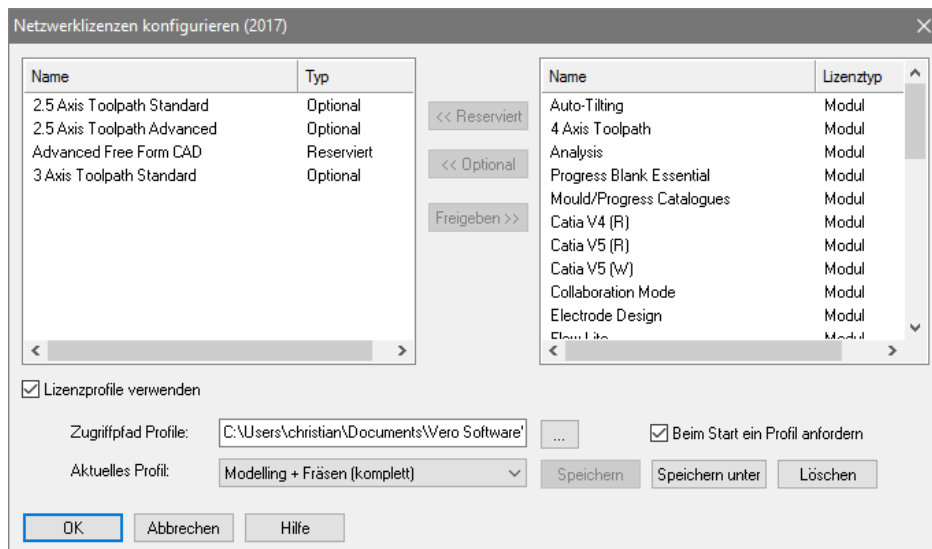 Netzwerklizenzen konfigurieren (2017)
Name Typ
2.5 Axis Toolpath Standard Optional
2.5 Axis Toolpath Advanced Optional
Advanced Free Form CAD Reserviert
3 Axis Toolpath Standard Optional
<< Reserviert
<< Optional
Freigeben >>
Name Lizenztyp
Auto-Tilting Modul
4 Axis Toolpath Modul
Analysis Modul
Progress Blank Essential Modul
Mould/Progress Catalogues Modul
Catia V4 (R) Modul
Catia V5 (R) Modul
Catia V5 (W) Modul
Collaboration Mode Modul
Electrode Design Modul
Flow Lite Modul
Lizenzprofile verwenden
Zugriffpfad Profile: C:\Users\christian\Documents\Vero Software' ... Beim Start ein Profil anfordern
Aktuelles Profil: Modelling + Fräsen (komplett) Speichern Speichern unter Löschen
OK Abbrechen Hilfe